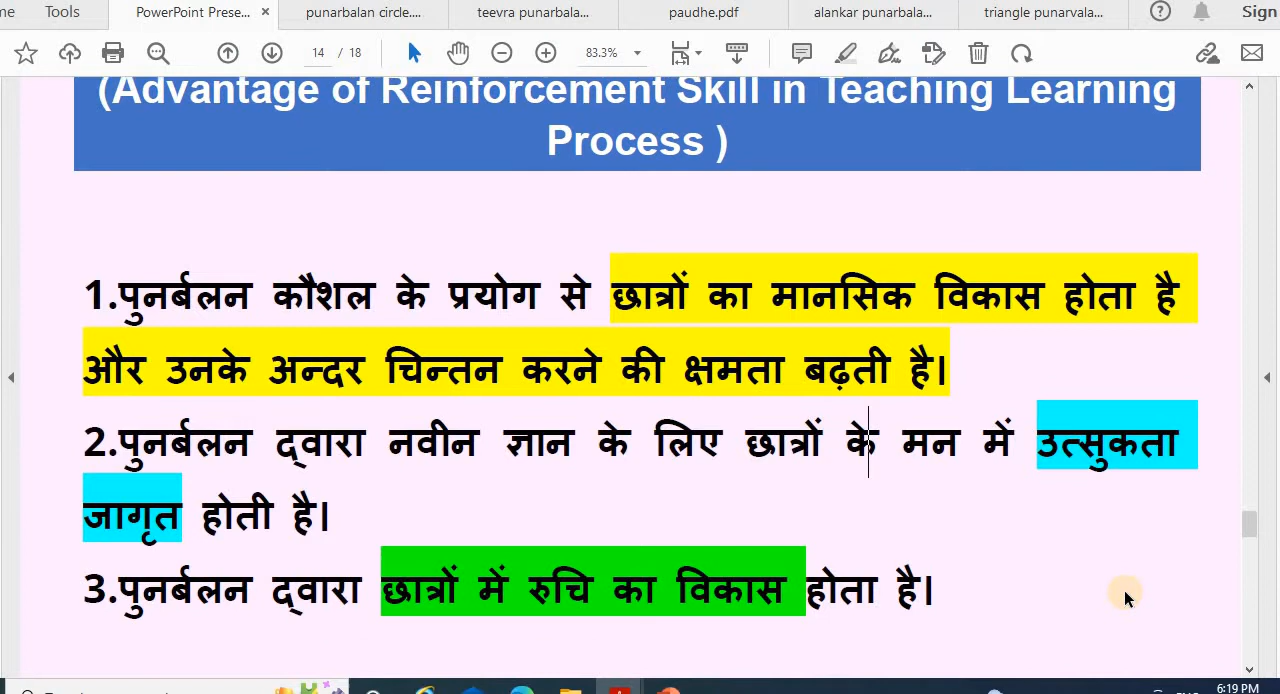 me Tools PowerPoint Prese... × punarbalan circle.... teevra punarbala... paudhe.pdf alankar punarbala... triangle punarvala... Sign
14 / 18 83.3%
(Advantage of Reinforcement Skill in Teaching Learning
Process )
1.पुनर्बलन कौशल के प्रयोग से छात्रों का मानसिक विकास होता है
और उनके अन्दर चिन्तन करने की क्षमता बढ़ती है।
2.पुनर्बलन द्वारा नवीन ज्ञान के लिए छात्रों के मन में उत्सुकता
जागृत होती है।
3.पुनर्बलन द्वारा छात्रों में रुचि का विकास होता है।
6:19 PM